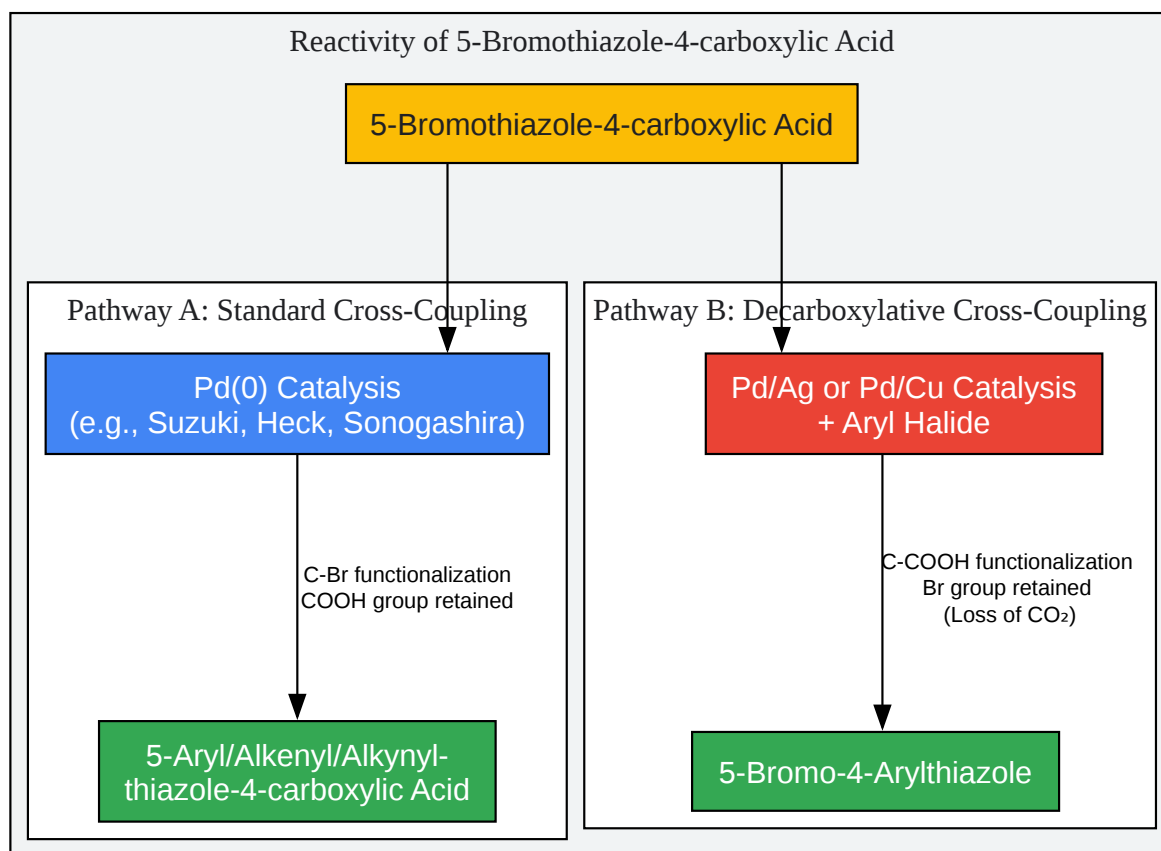 Reactivity of 5-Bromothiazole-4-carboxylic Acid
5-Bromothiazole-4-carboxylic Acid
Pathway A: Standard Cross-Coupling
Pd(0) Catalysis
(e.g., Suzuki, Heck, Sonogashira)
C-Br functionalization
COOH group retained
5-Aryl/Alkenyl/Alkynyl-
thiazole-4-carboxylic Acid
Pathway B: Decarboxylative Cross-Coupling
Pd/Ag or Pd/Cu Catalysis
+ Aryl Halide
C-COOH functionalization
Br group retained
(Loss of CO₂)
5-Bromo-4-Arylthiazole